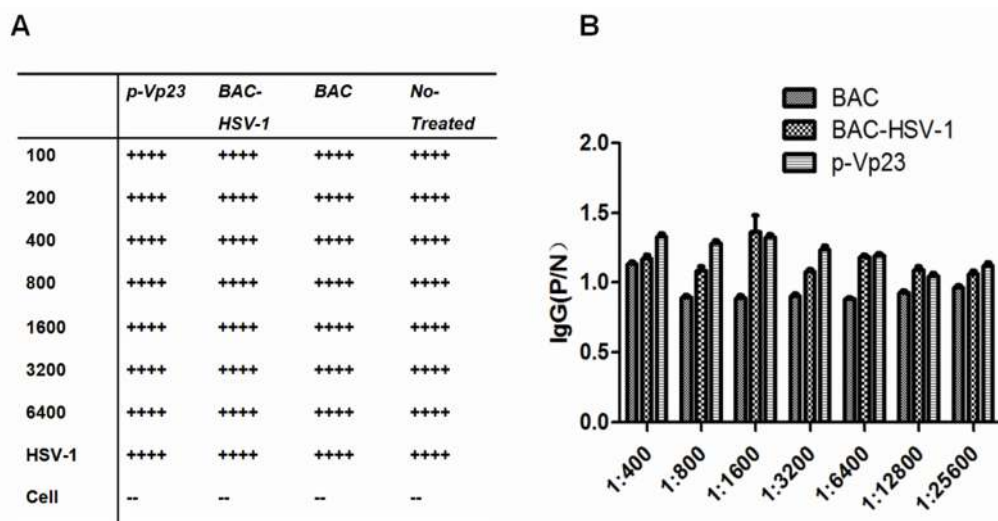 A
p-Vp23 BAC-HSV-1 BAC No-Treated
100 ++++ ++++ ++++ ++++
200 ++++ ++++ ++++ ++++
400 ++++ ++++ ++++ ++++
800 ++++ ++++ ++++ ++++
1600 ++++ ++++ ++++ ++++
3200 ++++ ++++ ++++ ++++
6400 ++++ ++++ ++++ ++++
HSV-1 ++++ ++++ ++++ ++++
Cell -- -- -- --
B
BAC
BAC-HSV-1
p-Vp23
IgG(P/N）
2.0
1.5
1.0
0.5
0.0
1:400 1:800 1:1600 1:3200 1:6400 1:12800 1:25600